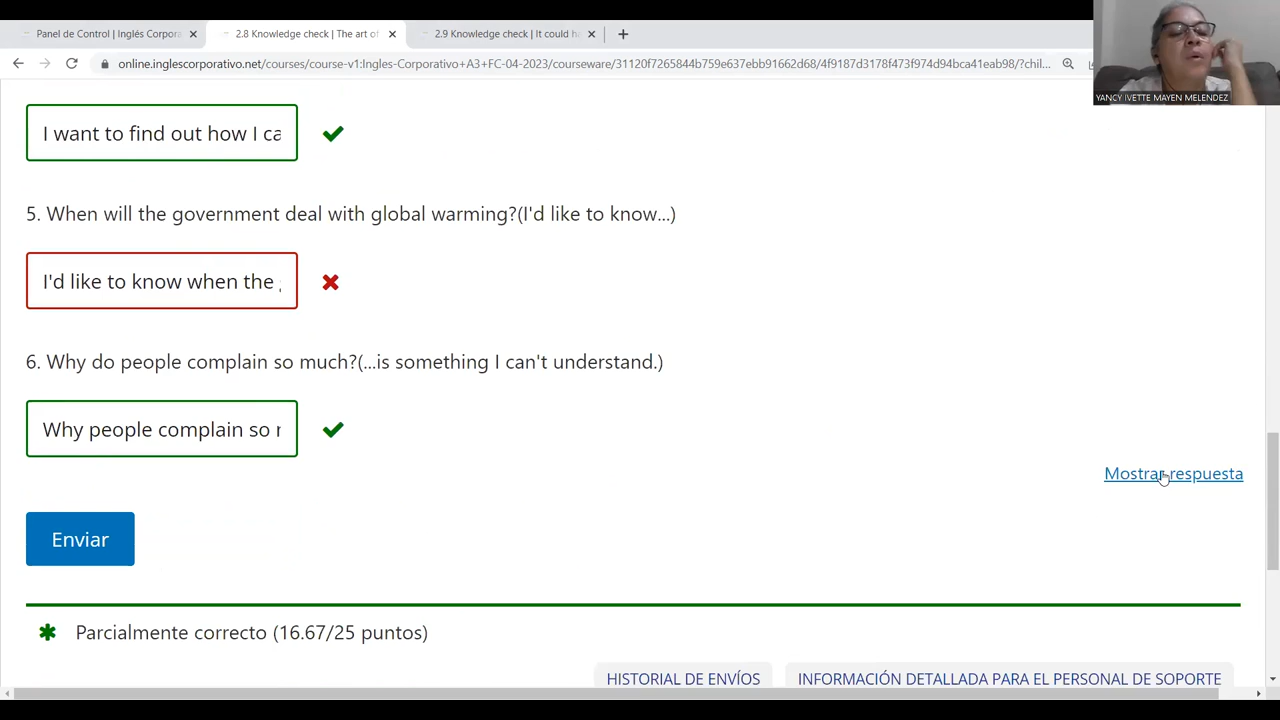 Panel de Control | Inglés Corpora
2.8 Knowledge check | The art of
2.9 Knowledge check | It could h
online.inglescorporativo.net/courses/course-v1:Ingles-Corporativo+A3+FC-04-2023/courseware/31120f7265844b759e637ebb91662d68/4f9187d3178f473f974d94bca41eab98/?chil...
YANCY IVETTE MAYEN MELENDEZ
I want to find out how I ca
5. When will the government deal with global warming?(I'd like to know...)
I'd like to know when the
6. Why do people complain so much?(...is something I can't understand.)
Why people complain so
Mostrar respuesta
Enviar
Parcialmente correcto (16.67/25 puntos)
HISTORIAL DE ENVÍOS
INFORMACIÓN DETALLADA PARA EL PERSONAL DE SOPORTE